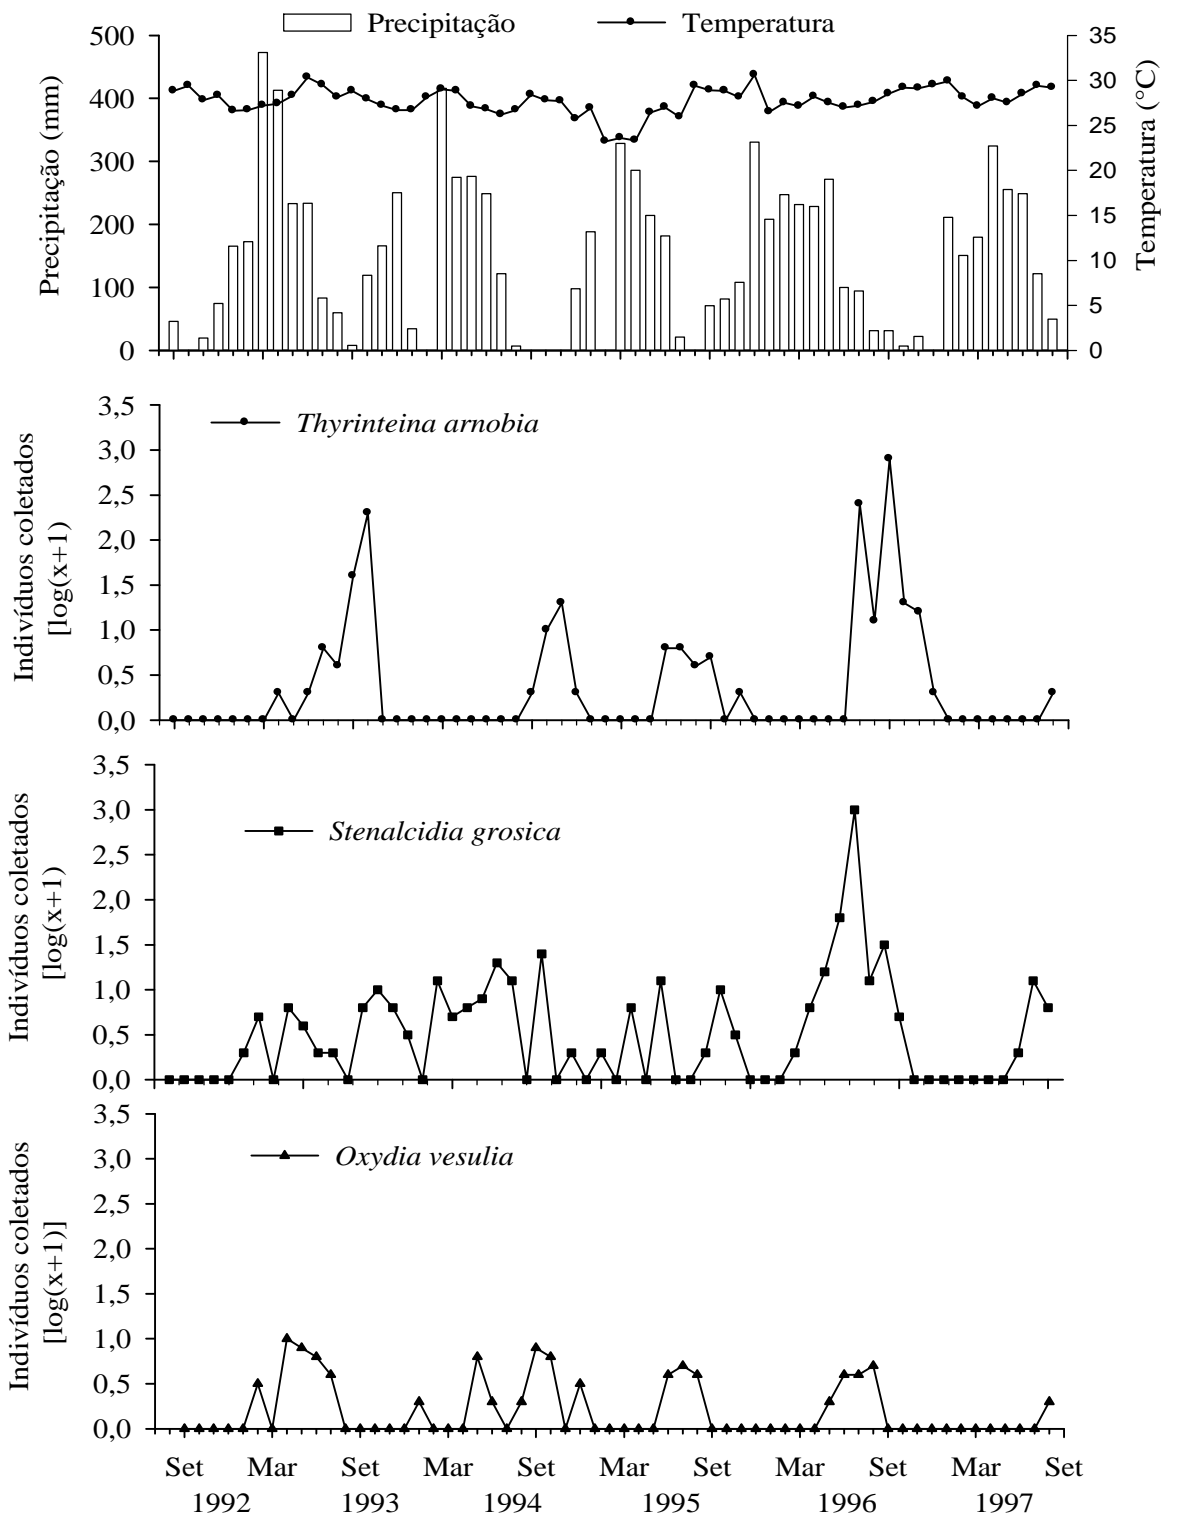 Precipitação Temperatura
Precipitação (mm)
500
400
300
200
100
0
35
30
25
20
15
10
5
0
Temperatura (°C)
Indivíduos coletados
[log(x+1)
3,5
3,0
2,5
2,0
1,5
1,0
0,5
0,0
Thyrinteina arnobia
Indivíduos coletados
[log(x+1)
3,5
3,0
2,5
2,0
1,5
1,0
0,5
0,0
Stenalcidia grosica
Indivíduos coletados
[log(x+1)]
3,5
3,0
2,5
2,0
1,5
1,0
0,5
0,0
Oxydia vesulia
Set Mar Set Mar Set Mar Set Mar Set Mar Set
1992 1993 1994 1995 1996 1997